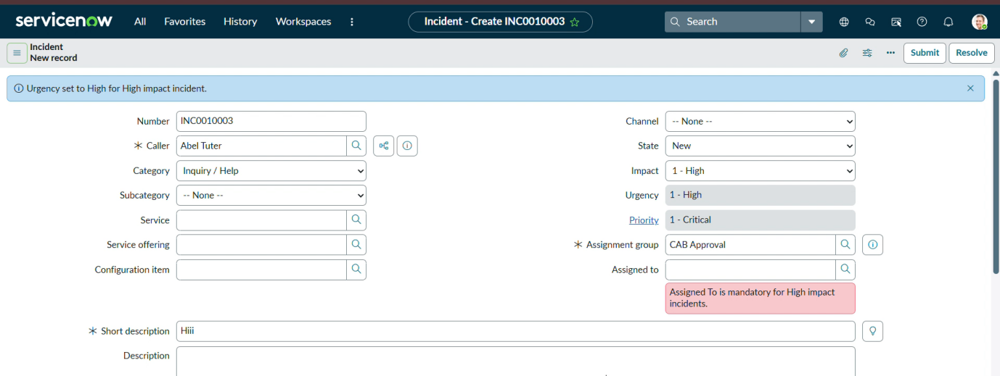 servicenow All Favorites History Workspaces Incident - Create INC0010003 Search
Incident
New record
Submit Resolve
Urgency set to High for High impact incident.
Number INC0010003 Channel -- None --
Caller Abel Tuter State New
Category Inquiry / Help Impact 1 - High
Subcategory -- None -- Urgency 1 - High
Service Priority 1 - Critical
Service offering Assignment group CAB Approval
Configuration item Assigned to
Assigned To is mandatory for High impact
incidents.
Short description Hiii
Description